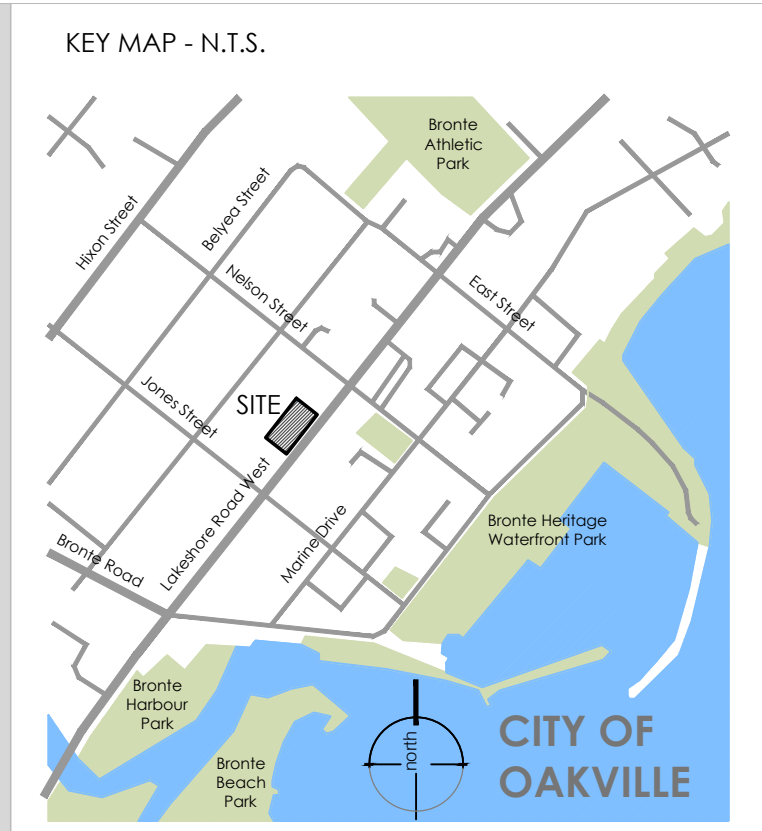 KEY MAP - N.T.S.
Bronte
Athletic
Park
Belyea Street
Hixon Street
Nelson Street
East Street
Jones Street
SITE
Lakeshore Road West
Marine Drive
Bronte Heritage
Waterfront Park
Bronte Road
Bronte
Harbour
Park
Bronte
Beach
Park
north
CITY OF
OAKVILLE